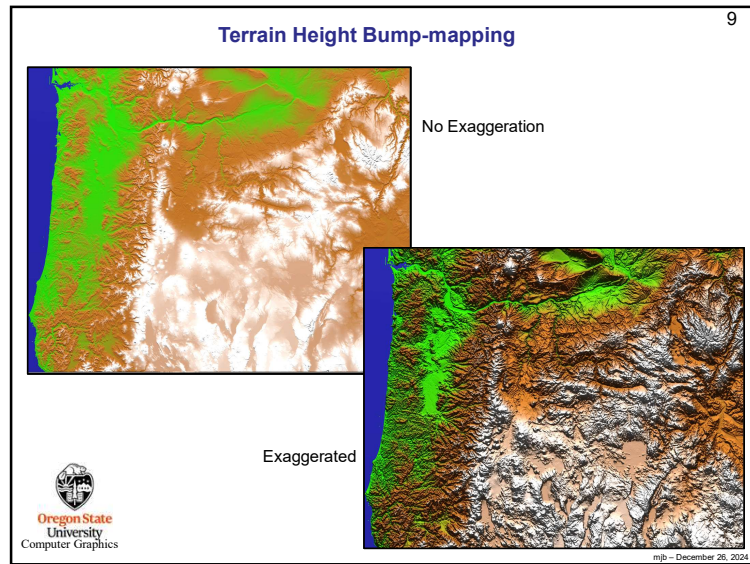 9
Terrain Height Bump-mapping
No Exaggeration
Exaggerated
Oregon State
University
Computer Graphics
mjb – December 26, 2024